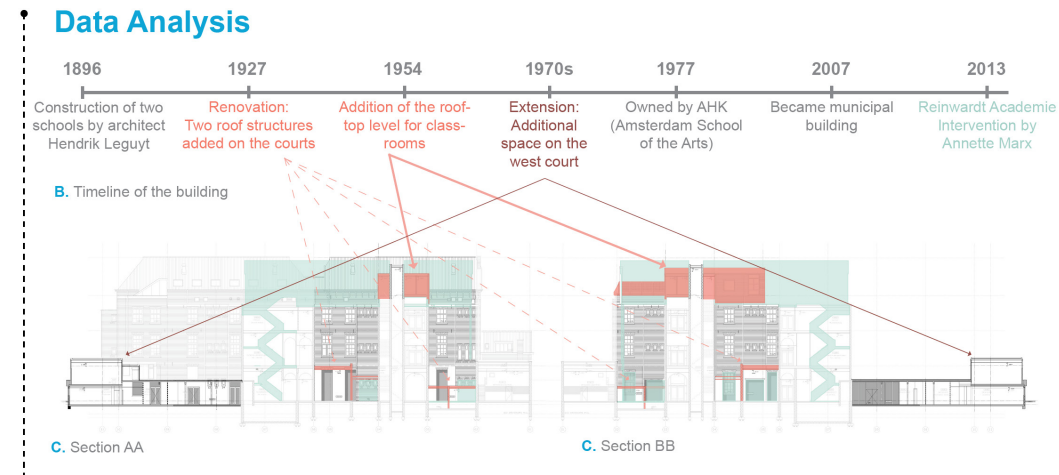 Data Analysis
1896
1927
1954
1970s
1977
2007
2013
Construction of two
schools by architect
Hendrik Leguyt
Renovation:
Two roof structures
added on the courts
Addition of the roof-
top level for class-
rooms
Extension:
Additional
space on the
west court
Owned by AHK
(Amsterdam School
of the Arts)
Became municipal
building
Reinwardt Academie
Intervention by
Annette Marx
B. Timeline of the building
C. Section AA
C. Section BB